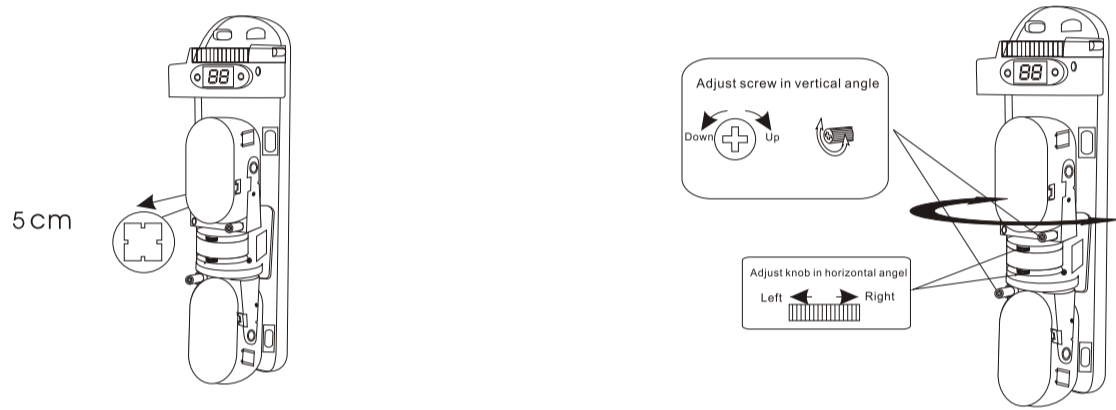 88
5cm
88
Adjust screw in vertical angle
Down Up
Adjust knob in horizontal angel
Left Right